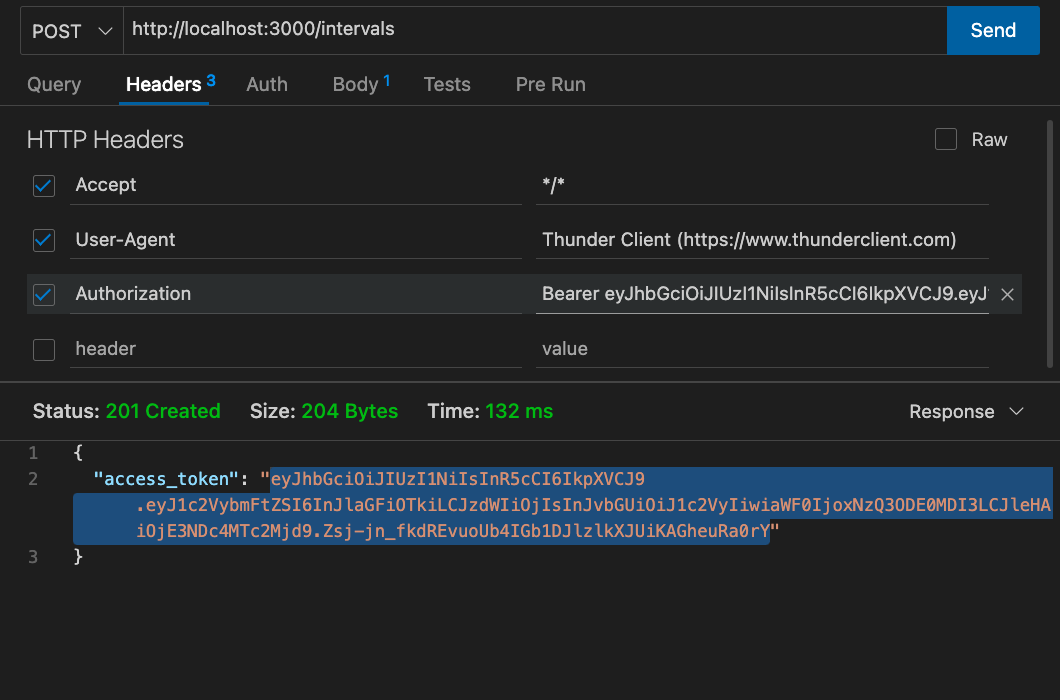 POST
http://localhost:3000/intervals
Send
Query
Headers 3
Auth
Body 1
Tests
Pre Run
HTTP Headers
Raw
Accept
*/*
User-Agent
Thunder Client (https://www.thunderclient.com)
Authorization
Bearer eyJhbGciOiJIUzI1NiIsInR5cCI6IkpXVCJ9.eyJ
header
value
Status: 201 Created
Size: 204 Bytes
Time: 132 ms
Response
1 {
2 "access_token": "eyJhbGciOiJIUzI1NiIsInR5cCI6IkpXVCJ9
.eyJ1c2VybmFtZSI6InJlaGFiOTkiLCJzdWIiOjIsInJvbGUiOiJ1c2VyIiwiaWF0IjoxNzQ3ODE0MDI3LCJleHA
iOjE3NDc4MTc2Mjd9.Zsj-jn_fkdREvuoUb4IGb1DJlzlkXJUiKAGheuRa0rY"
3 }